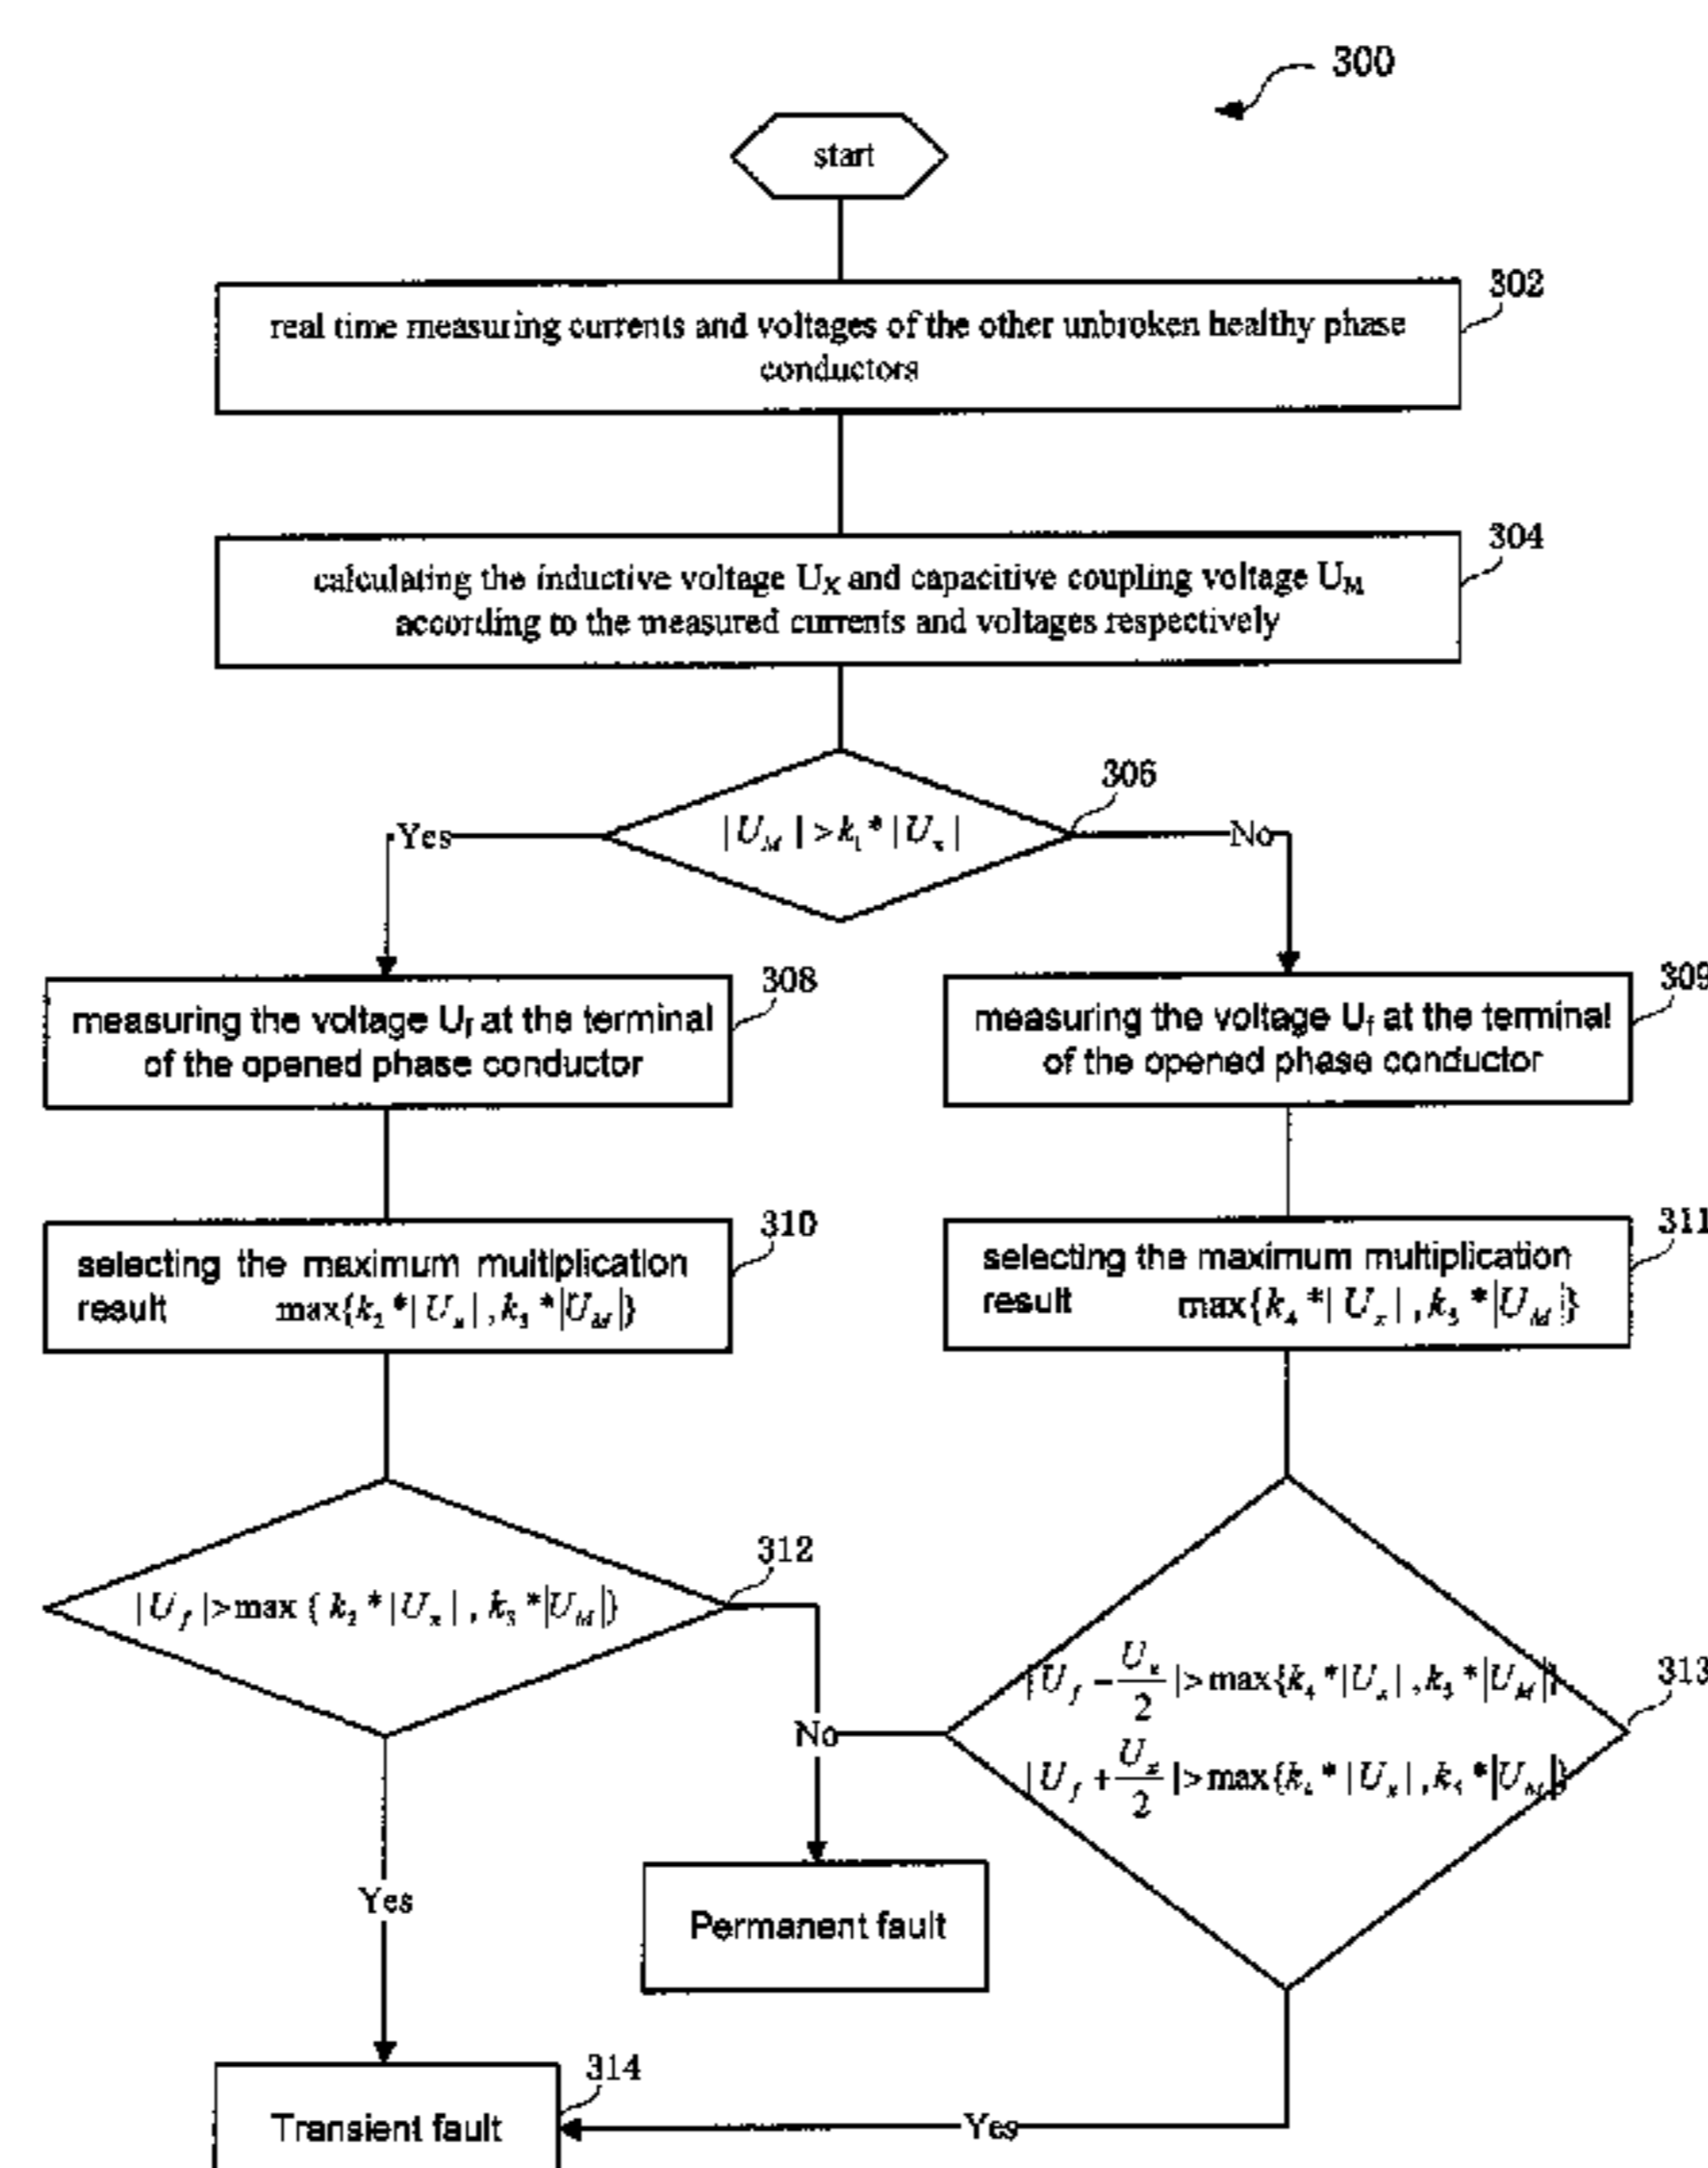 300
start
302
real time measuring currents and voltages of the other unbroken healthy phase
conductors
304
calculating the inductive voltage U_X and capacitive coupling voltage U_M
according to the measured currents and voltages respectively
306
|U_M|>k_1*|U_x|
Yes
No
308
measuring the voltage U_f at the terminal
of the opened phase conductor
309
measuring the voltage U_f at the terminal
of the opened phase conductor
310
selecting the maximum multiplication
result max{k_2*|U_x|,k_3*|U_M|}
311
selecting the maximum multiplication
result max{k_4*|U_x|,k_5*|U_M|}
312
|U_f|>max{k_2*|U_x|,k_3*|U_M|}
313
|U_f-U_x/2|>max{k_4*|U_x|,k_5*|U_M|}
|U_f+U_x/2|>max{k_4*|U_x|,k_5*|U_M|}
No
Yes
Permanent fault
314
Transient fault
Yes